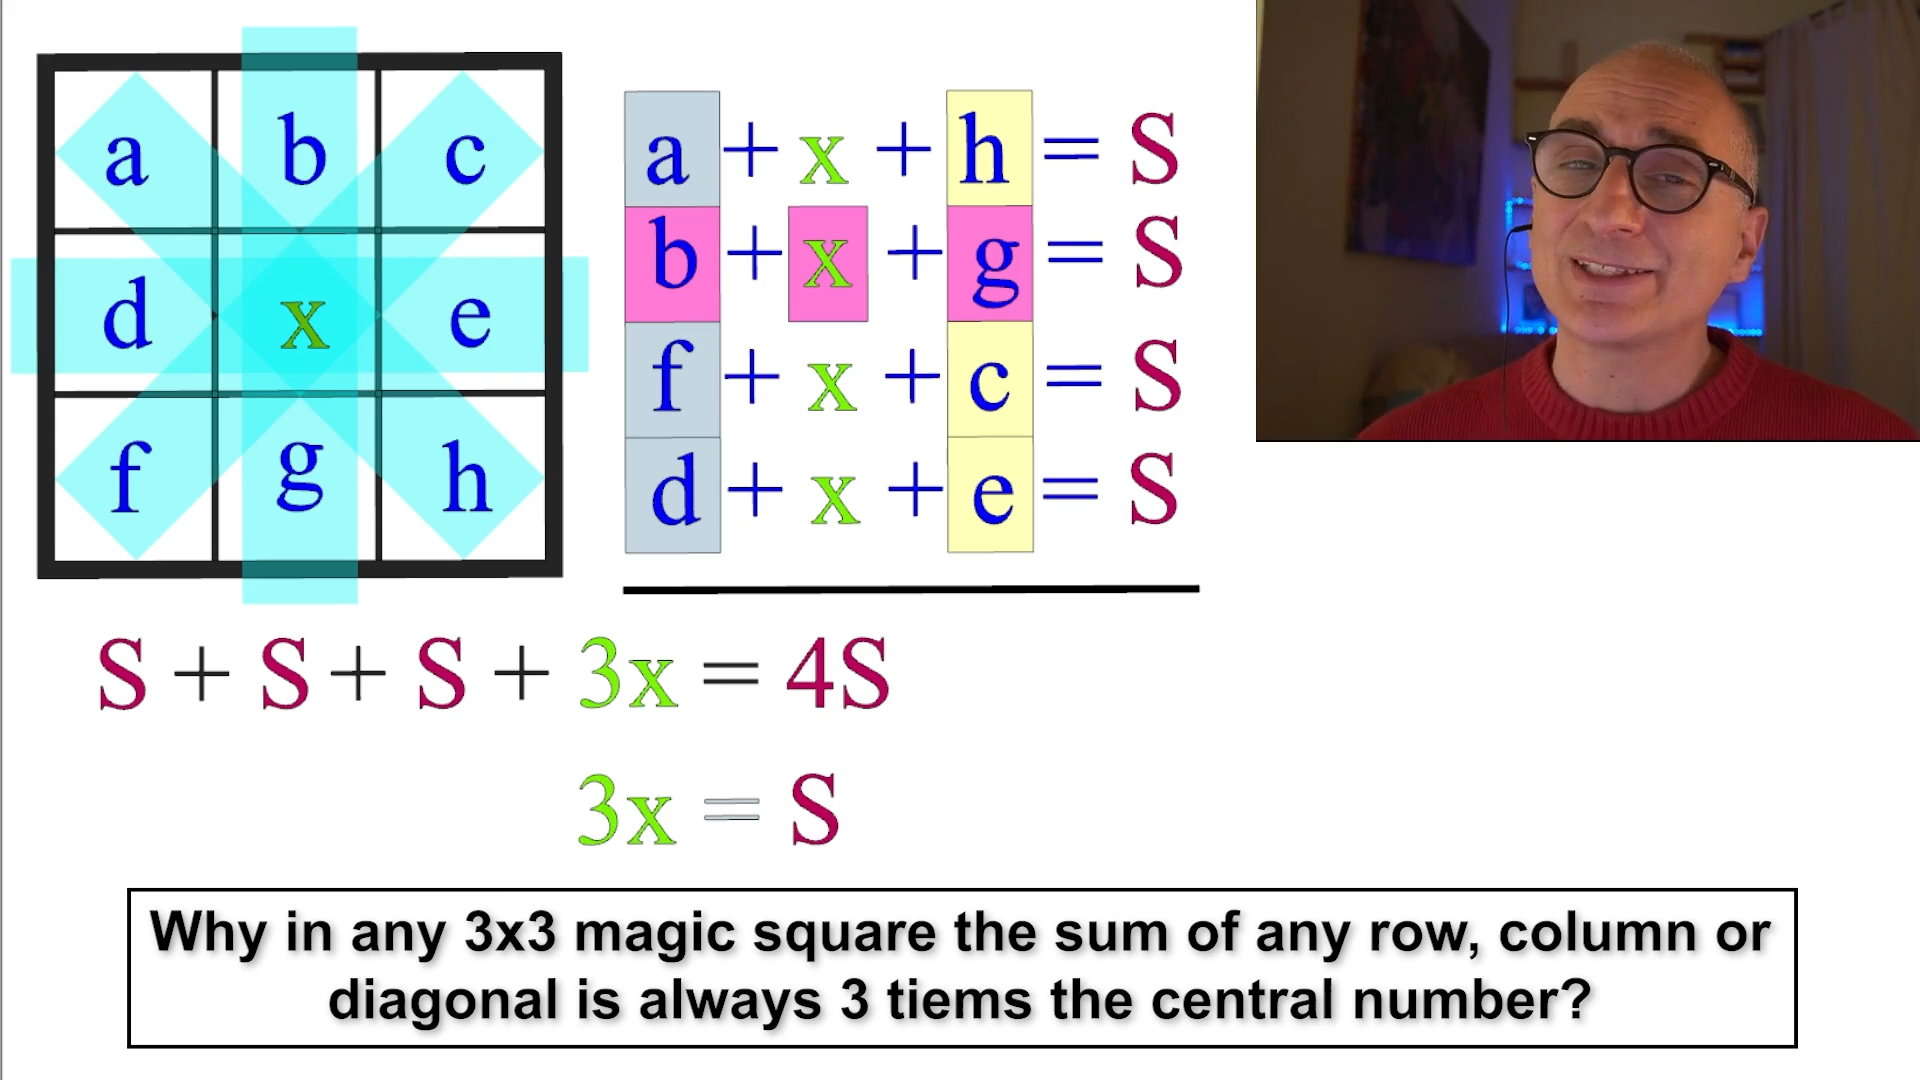 a b c
d x e
f g h
a + x + h = S
b + x + g = S
f + x + c = S
d + x + e = S
S + S + S + 3x = 4S
3x = S
Why in any 3x3 magic square the sum of any row, column or
diagonal is always 3 tiems the central number?